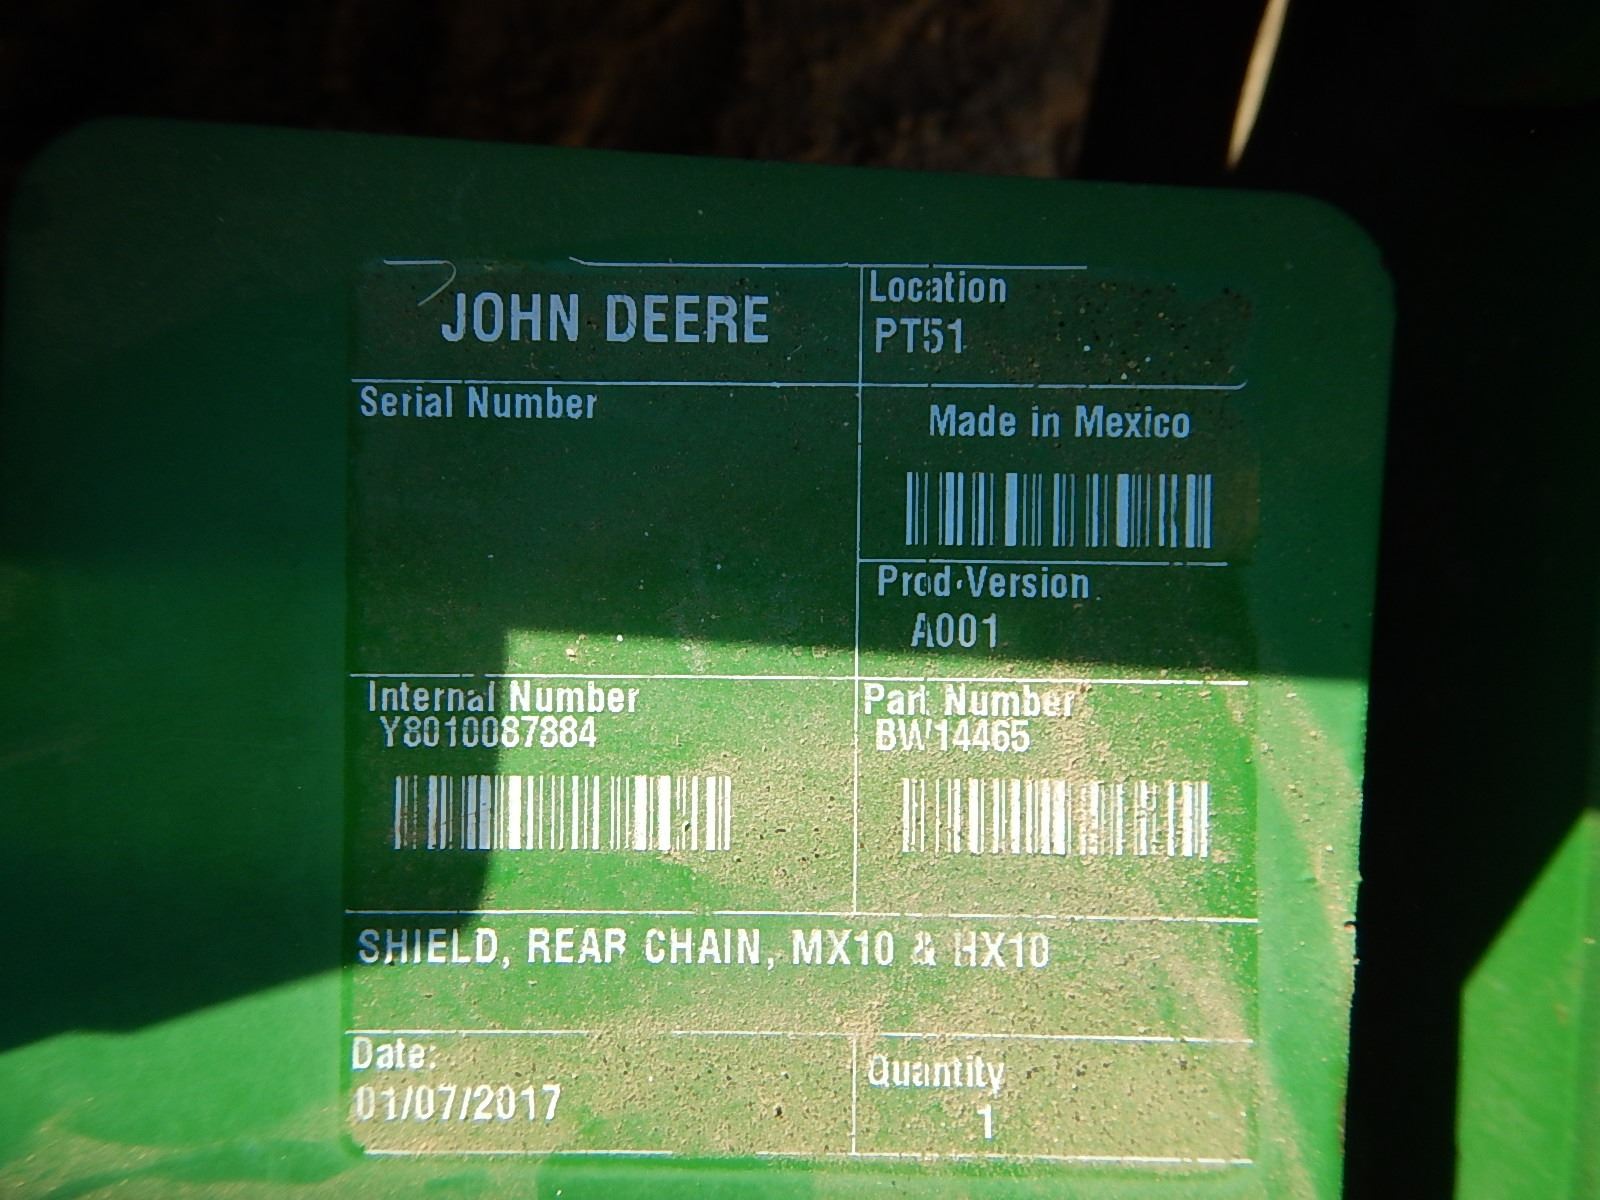 JOHN DEERE
Location
PT51
Serial Number
Made in Mexico
Prod.Version
A001
Internal Number
Y8010087884
Part Number
BW14465
SHIELD, REAR CHAIN, MX10 & HX10
Date:
01/07/2017
Quantity
1